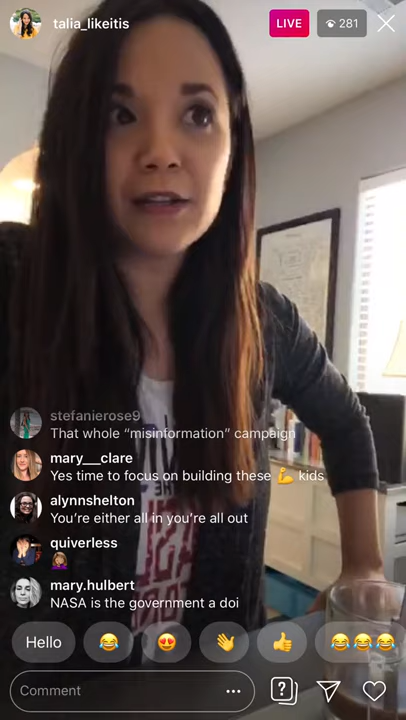 talia_likeitis
LIVE
281
stefanierose9
That whole “misinformation” campaign
mary___clare
Yes time to focus on building these 💪 kids
alynnshelton
You’re either all in you’re all out
quiverless
🤷🏽‍♀️
mary.hulbert
NASA is the government a doi
Hello 😂 😍 👋 👍 😂😂😂
Comment